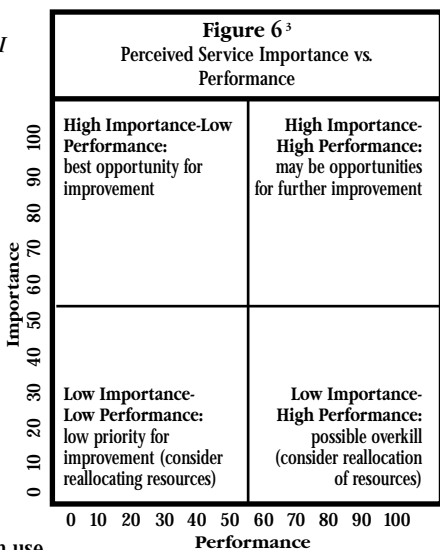 I
Figure 6 3
Perceived Service Importance vs.
Performance
High Importance-Low
Performance:
best opportunity for
improvement
High Importance-
High Performance:
may be opportunities
for further improvement
Low Importance-
Low Performance:
low priority for
improvement (consider
reallocating resources)
Low Importance-
High Performance:
possible overkill
(consider reallocation
of resources)
Importance
100
90
80
70
60
50
40
30
20
10
0
0 10 20 30 40 50 60 70 80 90 100
Performance
use